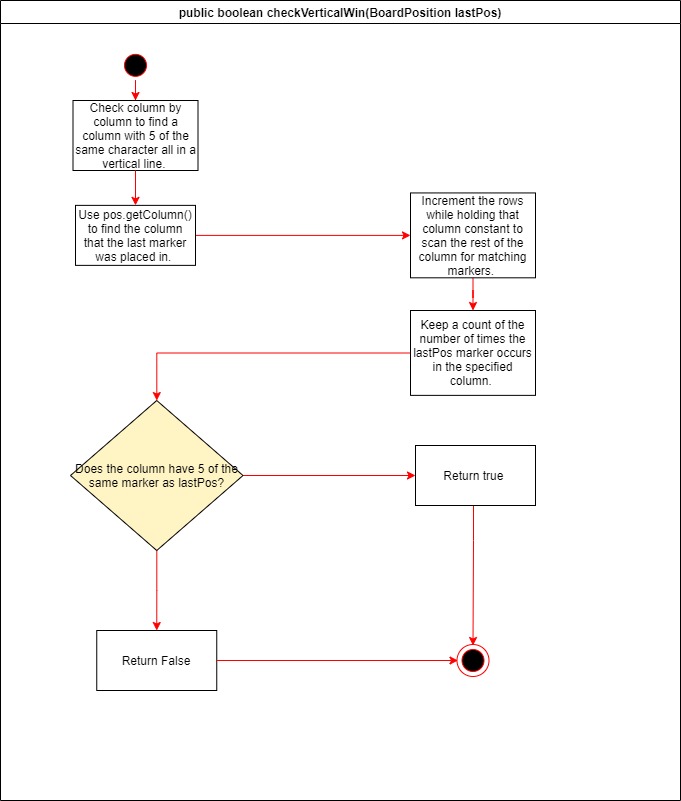 public boolean checkVerticalWin(BoardPosition lastPos)
Check column by
column to find a
column with 5 of the
same character all in a
vertical line.
Use pos.getColumn()
to find the column
that the last marker
was placed in.
Increment the rows
while holding that
column constant to
scan the rest of the
column for matching
markers.
Keep a count of the
number of times the
lastPos marker occurs
in the specified
column.
Does the column have 5 of the
same marker as lastPos?
Return true
Return False